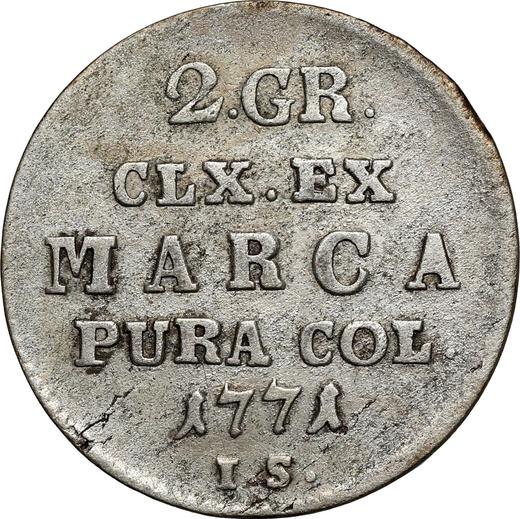 2.GR.
CLX.EX
MARCA
PURA COL.
1771
I.S.